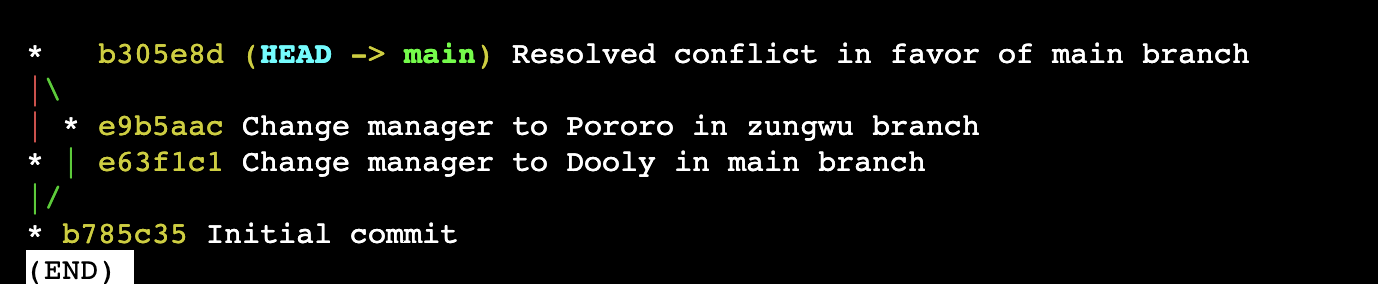 *   b305e8d (HEAD -> main) Resolved conflict in favor of main branch
|\
| * e9b5aac Change manager to Pororo in zungwu branch
* | e63f1c1 Change manager to Dooly in main branch
|/
* b785c35 Initial commit
(END)